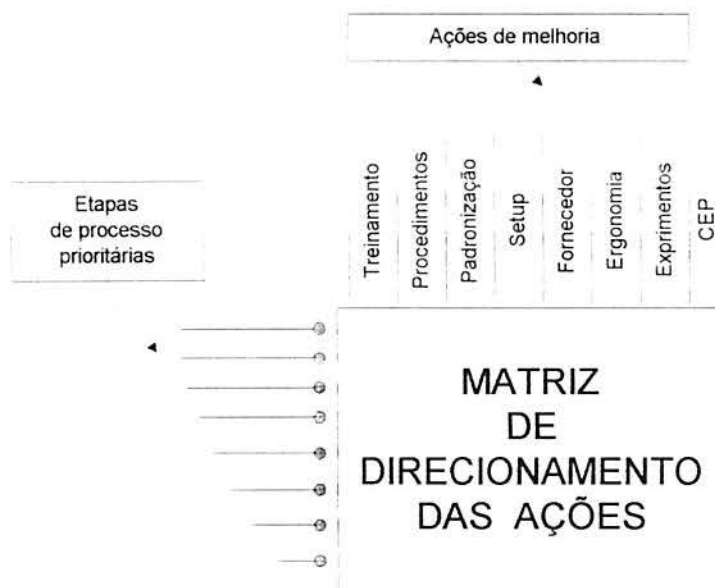 Ações de melhoria
Treinamento
Procedimentos
Padronização
Setup
Fornecedor
Ergonomia
Exprimentos
CEP
Etapas
de processo
prioritárias
MATRIZ
DE
DIRECIONAMENTO
DAS AÇÕES